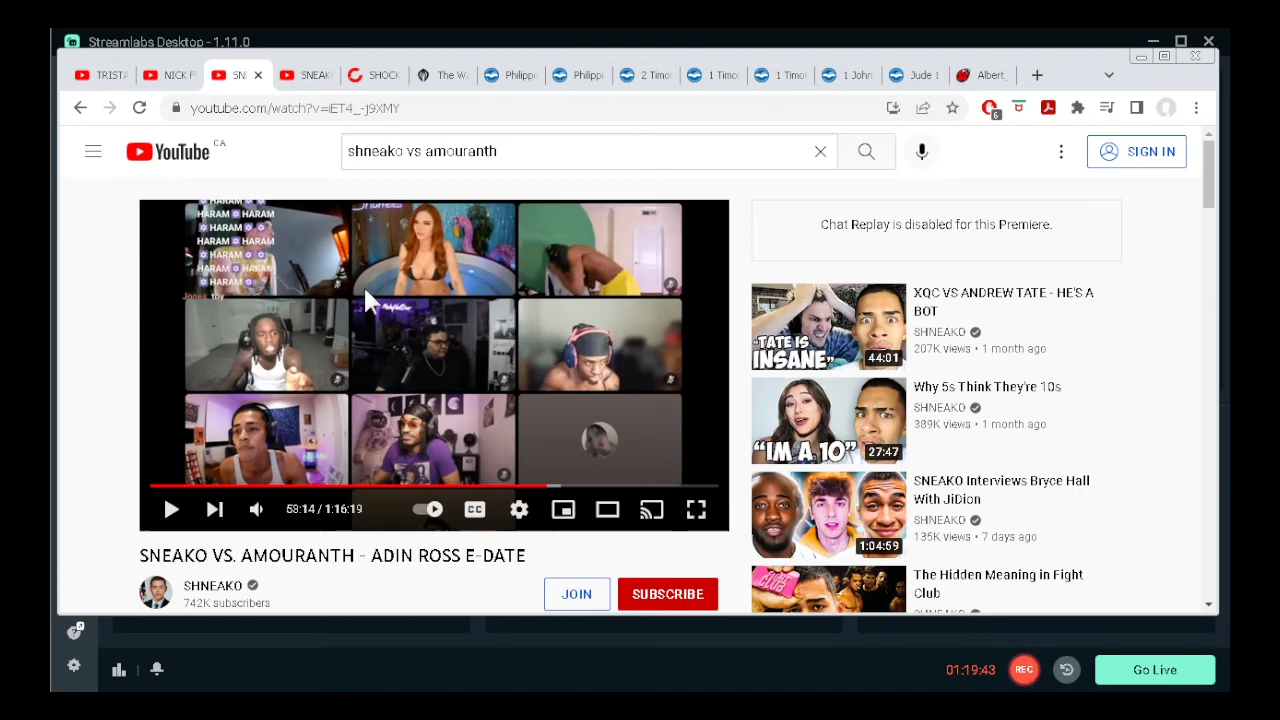 Streamlabs Desktop - 1.11.0
TRISTA
NICK F
SNE
SNEAK
SHOCK
The W
Philippi
Philippi
2 Timo
1 Timo
1 Timo
1 John
Jude 1
Albert_
youtube.com/watch?v=iET4_-j9XMY
6
YouTube CA
shneako vs amouranth
SIGN IN
HARAM HARAM
HARAM HARAM
HARAM HARAM
HARAM
HARAM HARAM
HARAM
Chat Replay is disabled for this Premiere.
"TATE IS
INSANE"
44:01
XQC VS ANDREW TATE - HE'S A
BOT
SHNEAKO
207K views • 1 month ago
"IM A 10"
27:47
Why 5s Think They're 10s
SHNEAKO
389K views • 1 month ago
1:04:59
SNEAKO Interviews Bryce Hall
With JiDion
SHNEAKO
135K views • 7 days ago
The Hidden Meaning in Fight
Club
53:14 / 1:16:19
CC
SNEAKO VS. AMOURANTH - ADIN ROSS E-DATE
SHNEAKO
742K subscribers
JOIN
SUBSCRIBE
01:19:43
REC
Go Live